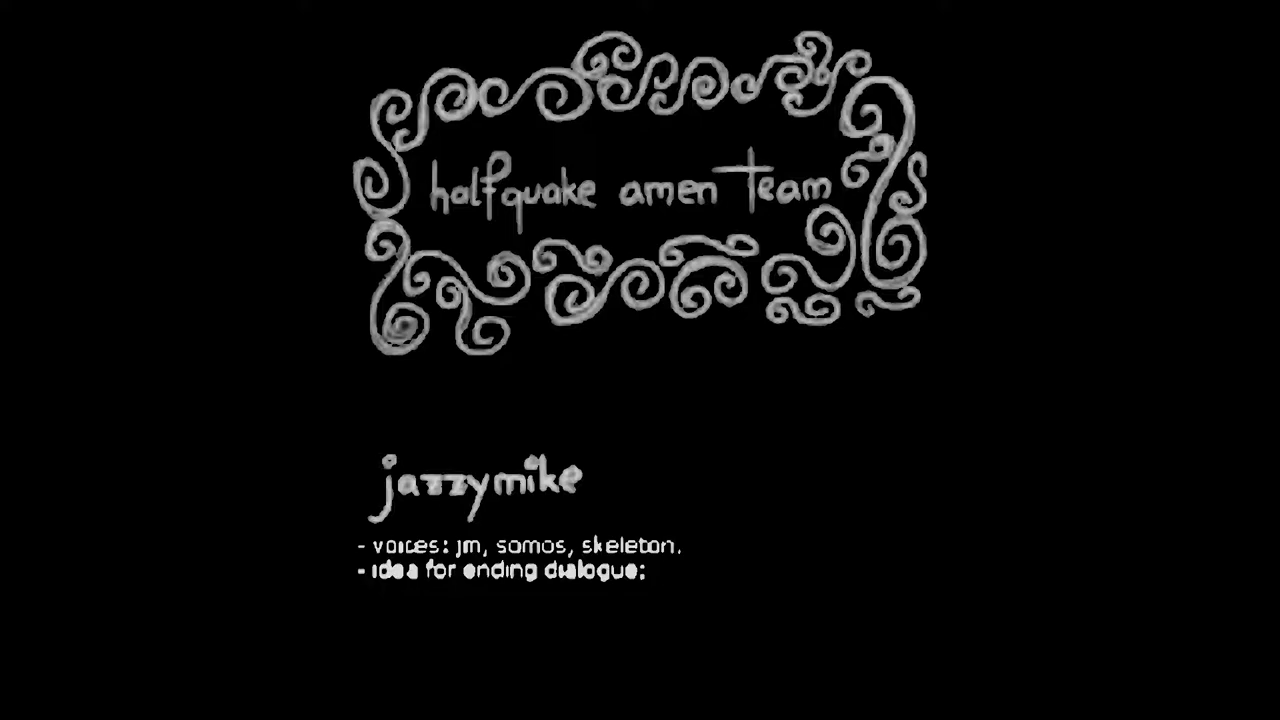 halfquake amen team
jazzymike
- voices: jm, somos, skeleton.
- idea for ending dialogue;